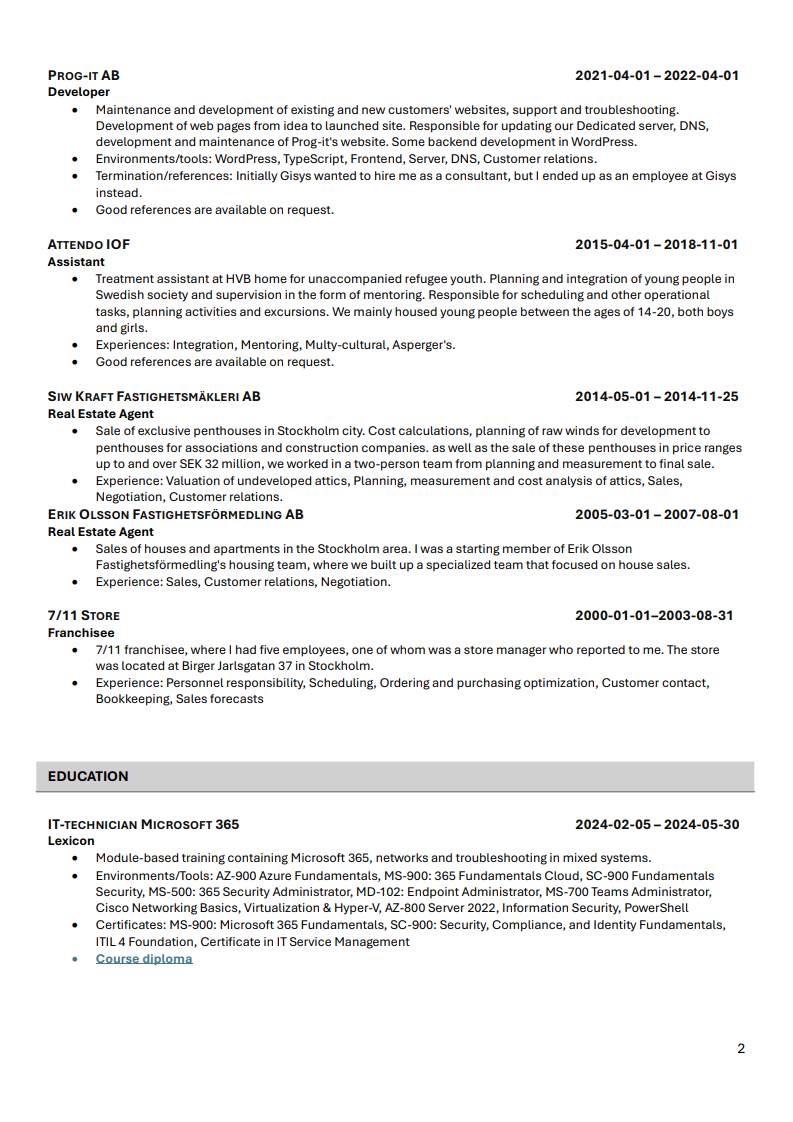 PROG-IT AB 2021-04-01 – 2022-04-01
Developer
• Maintenance and development of existing and new customers' websites, support and troubleshooting.
Development of web pages from idea to launched site. Responsible for updating our Dedicated server, DNS,
development and maintenance of Prog-it's website. Some backend development in WordPress.
• Environments/tools: WordPress, TypeScript, Frontend, Server, DNS, Customer relations.
• Termination/references: Initially Gisys wanted to hire me as a consultant, but I ended up as an employee at Gisys
instead.
• Good references are available on request.
ATTENDO IOF 2015-04-01 – 2018-11-01
Assistant
• Treatment assistant at HVB home for unaccompanied refugee youth. Planning and integration of young people in
Swedish society and supervision in the form of mentoring. Responsible for scheduling and other operational
tasks, planning activities and excursions. We mainly housed young people between the ages of 14-20, both boys
and girls.
• Experiences: Integration, Mentoring, Multy-cultural, Asperger's.
• Good references are available on request.
SIW KRAFT FASTIGHETSMÄKLERI AB 2014-05-01 – 2014-11-25
Real Estate Agent
• Sale of exclusive penthouses in Stockholm city. Cost calculations, planning of raw winds for development to
penthouses for associations and construction companies. as well as the sale of these penthouses in price ranges
up to and over SEK 32 million, we worked in a two-person team from planning and measurement to final sale.
• Experience: Valuation of undeveloped attics, Planning, measurement and cost analysis of attics, Sales,
Negotiation, Customer relations.
ERIK OLSSON FASTIGHETSFÖRMEDLING AB 2005-03-01 – 2007-08-01
Real Estate Agent
• Sales of houses and apartments in the Stockholm area. I was a starting member of Erik Olsson
Fastighetsförmedling's housing team, where we built up a specialized team that focused on house sales.
• Experience: Sales, Customer relations, Negotiation.
7/11 STORE 2000-01-01–2003-08-31
Franchisee
• 7/11 franchisee, where I had five employees, one of whom was a store manager who reported to me. The store
was located at Birger Jarlsgatan 37 in Stockholm.
• Experience: Personnel responsibility, Scheduling, Ordering and purchasing optimization, Customer contact,
Bookkeeping, Sales forecasts
EDUCATION
IT-TECHNICIAN MICROSOFT 365 2024-02-05 – 2024-05-30
Lexicon
• Module-based training containing Microsoft 365, networks and troubleshooting in mixed systems.
• Environments/Tools: AZ-900 Azure Fundamentals, MS-900: 365 Fundamentals Cloud, SC-900 Fundamentals
Security, MS-500: 365 Security Administrator, MD-102: Endpoint Administrator, MS-700 Teams Administrator,
Cisco Networking Basics, Virtualization & Hyper-V, AZ-800 Server 2022, Information Security, PowerShell
• Certificates: MS-900: Microsoft 365 Fundamentals, SC-900: Security, Compliance, and Identity Fundamentals,
ITIL 4 Foundation, Certificate in IT Service Management
• Course diploma
2